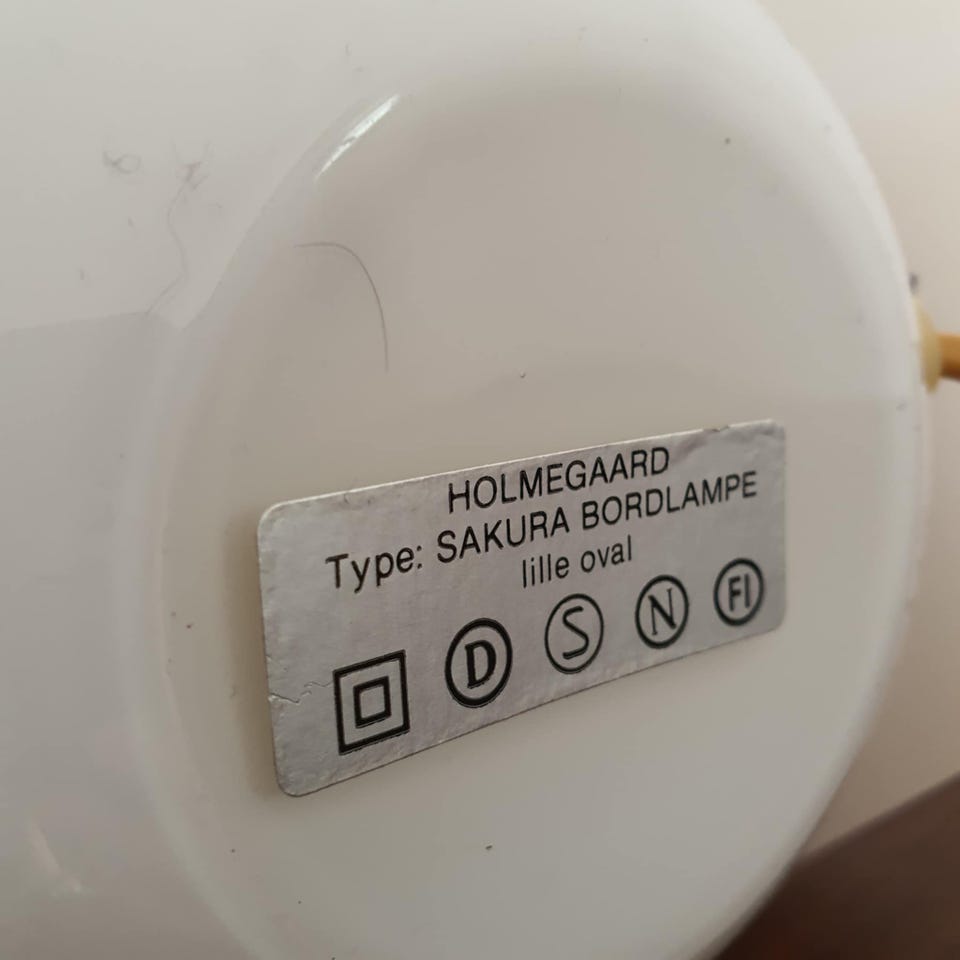 HOLMEGAARD
Type: SAKURA BORDLAMPE
lille oval
D S N FI